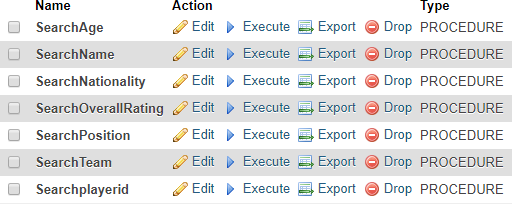 Name Action Type
SearchAge Edit Execute Export Drop PROCEDURE
SearchName Edit Execute Export Drop PROCEDURE
SearchNationality Edit Execute Export Drop PROCEDURE
SearchOverallRating Edit Execute Export Drop PROCEDURE
SearchPosition Edit Execute Export Drop PROCEDURE
SearchTeam Edit Execute Export Drop PROCEDURE
Searchplayerid Edit Execute Export Drop PROCEDURE